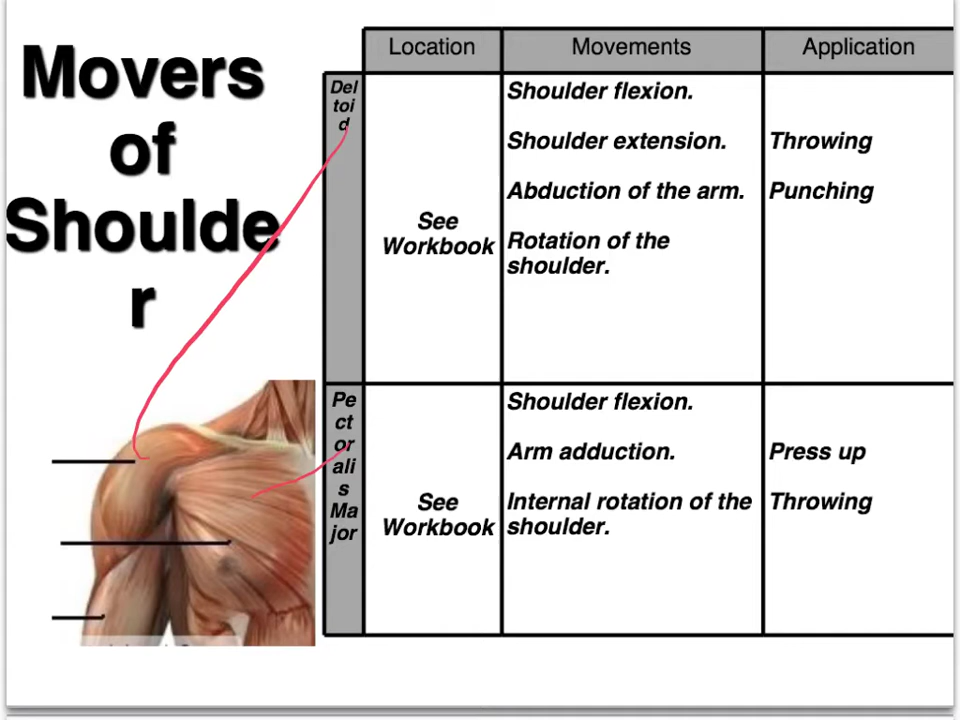 Movers
of
Shoulde
r
Location Movements Application
Del
toi
d
See
Workbook
Shoulder flexion.
Shoulder extension.
Abduction of the arm.
Rotation of the
shoulder.
Throwing
Punching
Pe
ct
or
ali
s
Ma
jor
See
Workbook
Shoulder flexion.
Arm adduction.
Internal rotation of the
shoulder.
Press up
Throwing